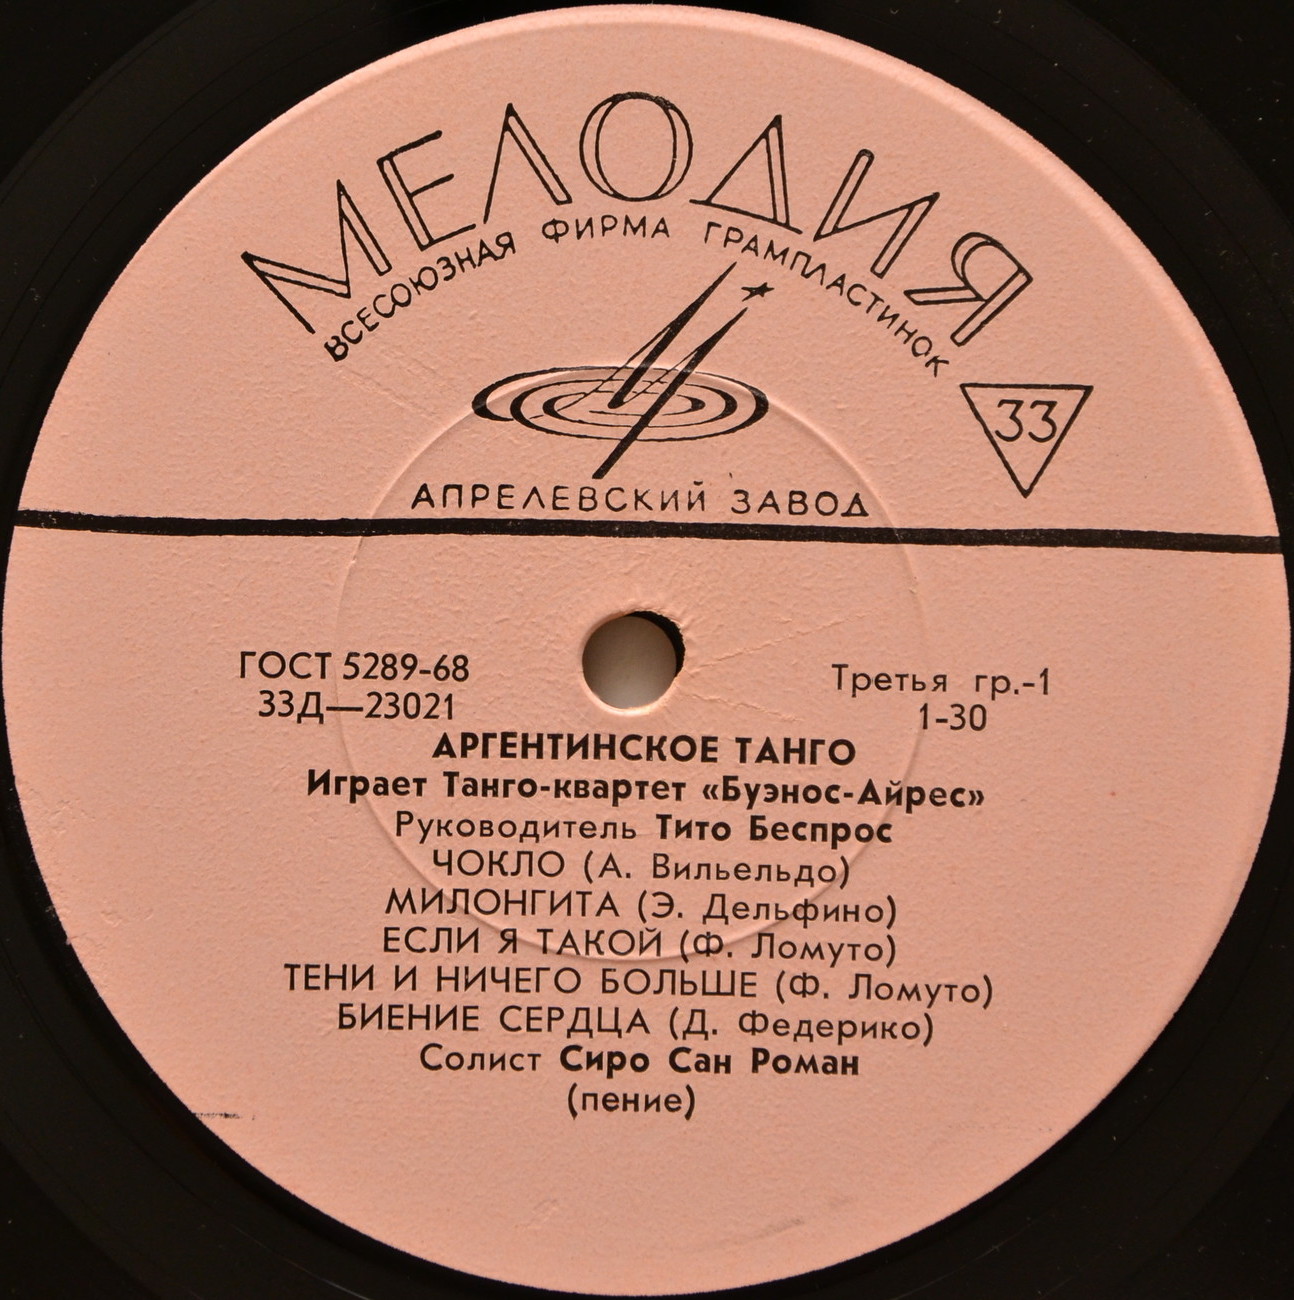 МЕЛОДИЯ
ВСЕСОЮЗНАЯ ФИРМА ГРАМПЛАСТИНОК
33
АПРЕЛЕВСКИЙ ЗАВОД
ГОСТ 5289-68
33Д—23021
Третья гр.-1
1-30
АРГЕНТИНСКОЕ ТАНГО
Играет Танго-квартет «Буэнос-Айрес»
Руководитель Тито Беспрос
ЧОКЛО (А. Вильельдо)
МИЛОНГИТА (Э. Дельфино)
ЕСЛИ Я ТАКОЙ (Ф. Ломуто)
ТЕНИ И НИЧЕГО БОЛЬШЕ (Ф. Ломуто)
БИЕНИЕ СЕРДЦА (Д. Федерико)
Солист Сиро Сан Роман
(пение)